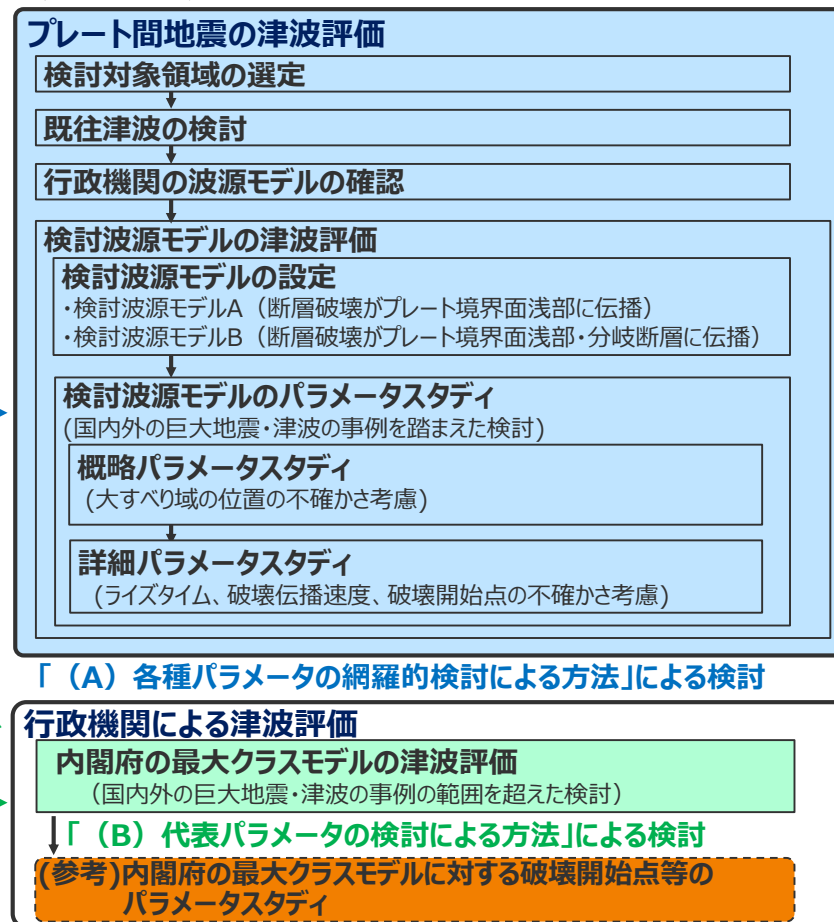 プレート間地震の津波評価
検討対象領域の選定
既往津波の検討
行政機関の波源モデルの確認
検討波源モデルの津波評価
検討波源モデルの設定
・検討波源モデルA（断層破壊がプレート境界面浅部に伝播）
・検討波源モデルB（断層破壊がプレート境界面浅部・分岐断層に伝播）
検討波源モデルのパラメータスタディ
(国内外の巨大地震・津波の事例を踏まえた検討)
概略パラメータスタディ
(大すべり域の位置の不確かさ考慮)
詳細パラメータスタディ
(ライズタイム、破壊伝播速度、破壊開始点の不確かさ考慮)
「（A）各種パラメータの網羅的検討による方法」による検討
行政機関による津波評価
内閣府の最大クラスモデルの津波評価
（国内外の巨大地震・津波の事例の範囲を超えた検討）
「（B）代表パラメータの検討による方法」による検討
(参考)内閣府の最大クラスモデルに対する破壊開始点等の
パラメータスタディ